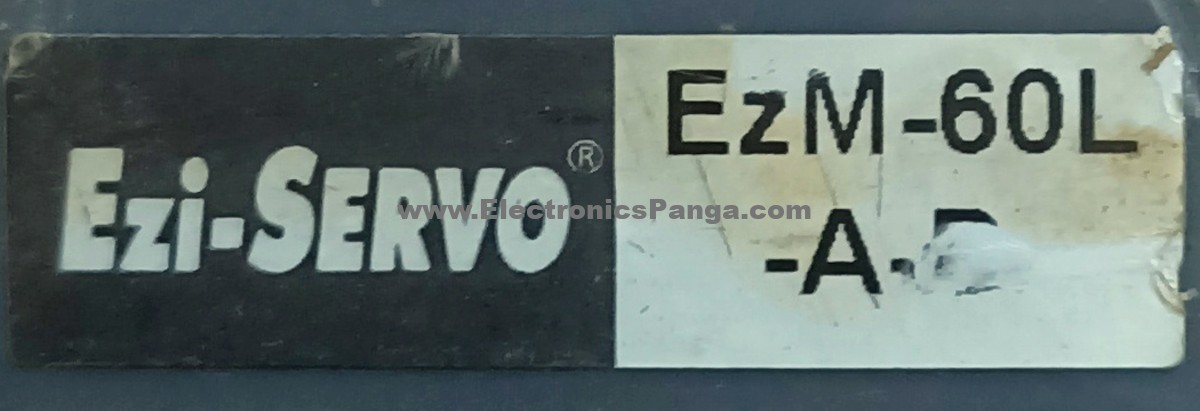 Ezi-SERVO®
EzM-60L
-A-
www.ElectronicsPanga.com